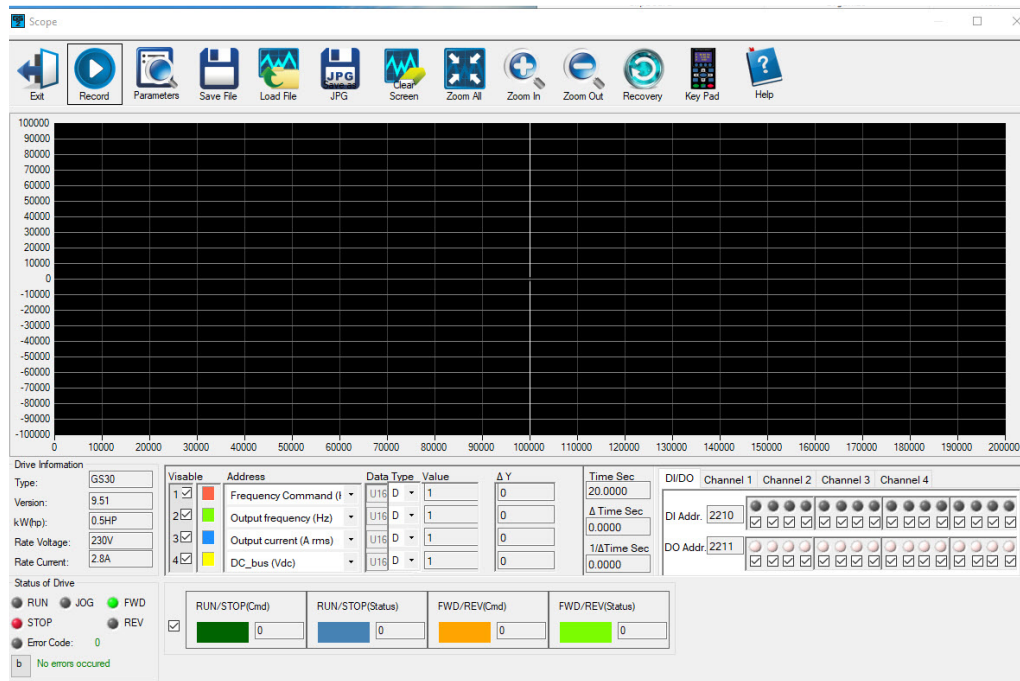 Scope
Exit Record Parameters Save File Load File Save as JPG Clear Screen Zoom All Zoom In Zoom Out Recovery Key Pad Help
100000
90000
80000
70000
60000
50000
40000
30000
20000
10000
0
-10000
-20000
-30000
-40000
-50000
-60000
-70000
-80000
-90000
-100000
0 10000 20000 30000 40000 50000 60000 70000 80000 90000 100000 110000 120000 130000 140000 150000 160000 170000 180000 190000 200000
Drive Information
Type: GS30
Version: 9.51
kW(hp): 0.5HP
Rate Voltage: 230V
Rate Current: 2.8A
Visable Address Data Type Value Δ Y
1 Frequency Command (H U16 D 1 0
2 Output frequency (Hz) U16 D 1 0
3 Output current (A rms) U16 D 1 0
4 DC_bus (Vdc) U16 D 1 0
Time Sec
20.0000
Δ Time Sec
0.0000
1/ΔTime Sec
0.0000
DI/DO Channel 1 Channel 2 Channel 3 Channel 4
DI Addr. 2210
DO Addr. 2211
Status of Drive
RUN JOG FWD
STOP REV
Error Code: 0
b No errors occured
RUN/STOP(Cmd) RUN/STOP(Status) FWD/REV(Cmd) FWD/REV(Status)
0 0 0 0